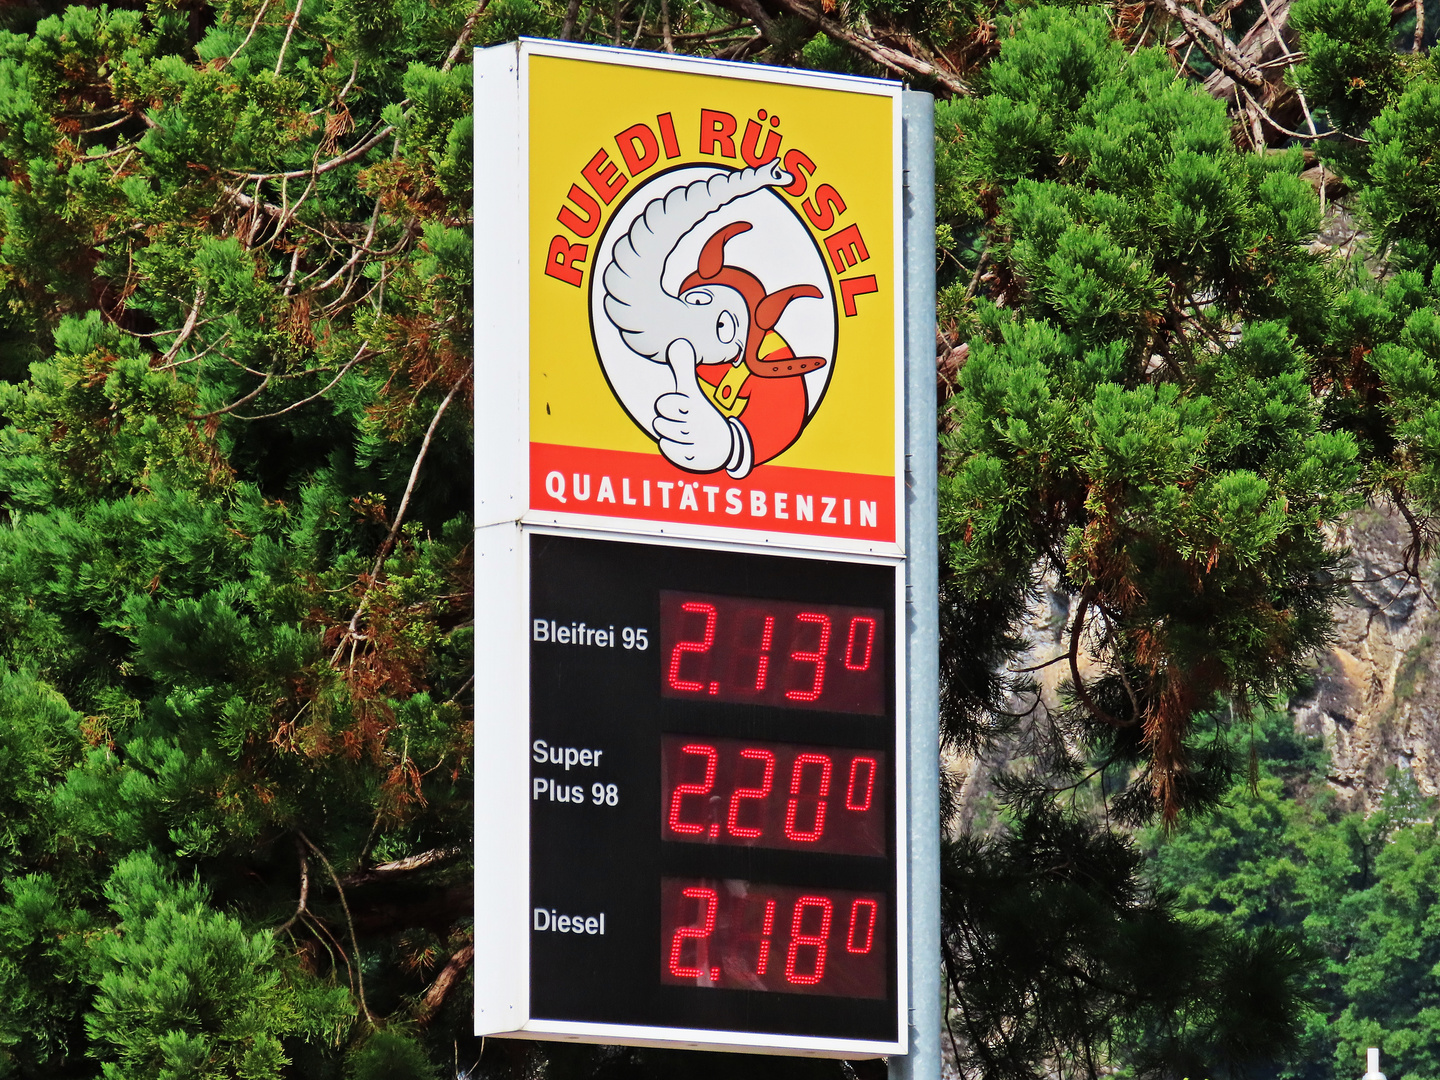 RUEDI RÜSSEL
QUALITÄTSBENZIN
Bleifrei 95 2.130
Super
Plus 98 2.200
Diesel 2.180